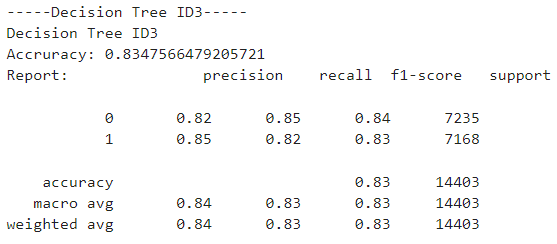 -----Decision Tree ID3-----
Decision Tree ID3
Accruracy: 0.8347566479205721
Report: precision recall f1-score support
0 0.82 0.85 0.84 7235
1 0.85 0.82 0.83 7168
accuracy 0.83 14403
macro avg 0.84 0.83 0.83 14403
weighted avg 0.84 0.83 0.83 14403